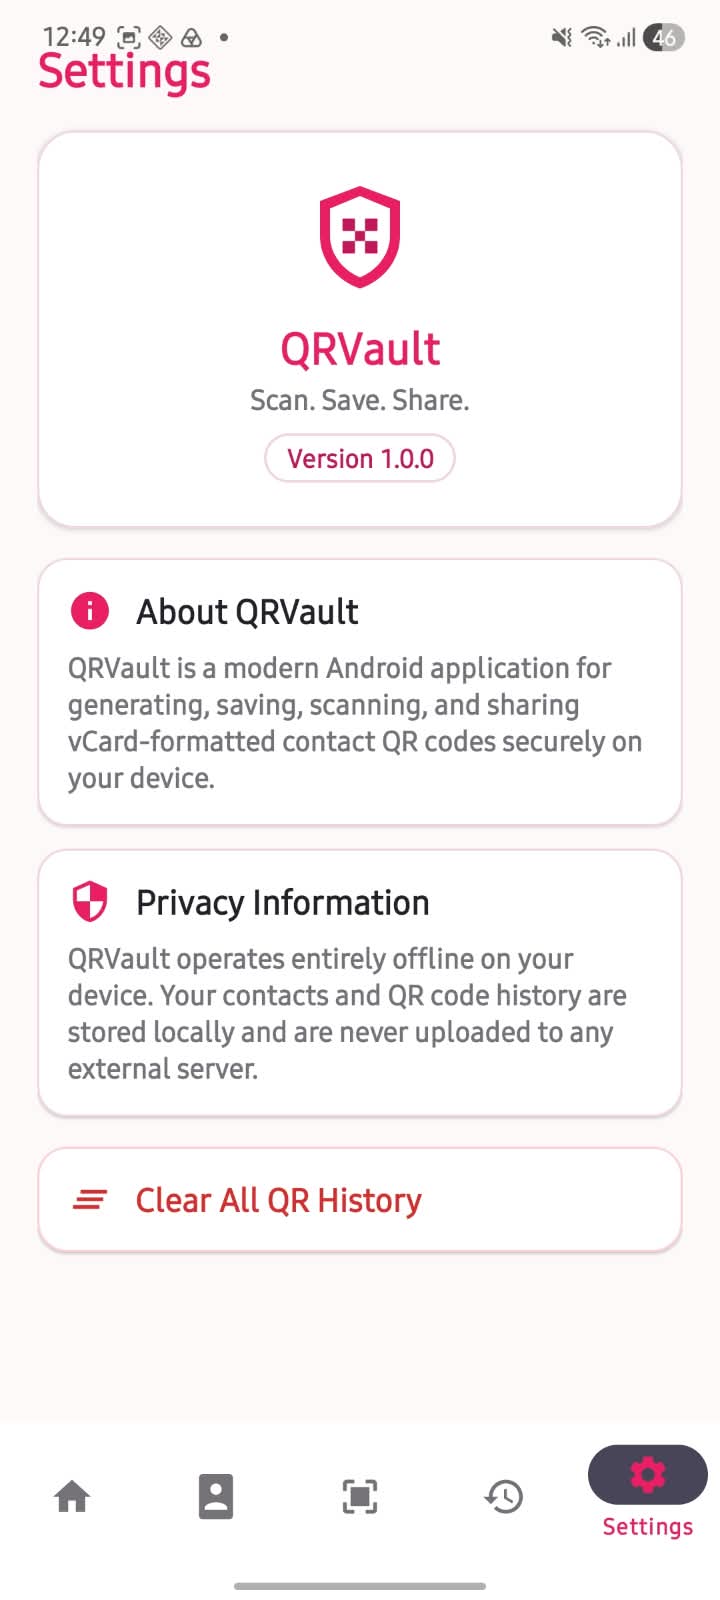 12:49
46
Settings
QRVault
Scan. Save. Share.
Version 1.0.0
About QRVault
QRVault is a modern Android application for
generating, saving, scanning, and sharing
vCard-formatted contact QR codes securely on
your device.
Privacy Information
QRVault operates entirely offline on your
device. Your contacts and QR code history are
stored locally and are never uploaded to any
external server.
Clear All QR History
Settings